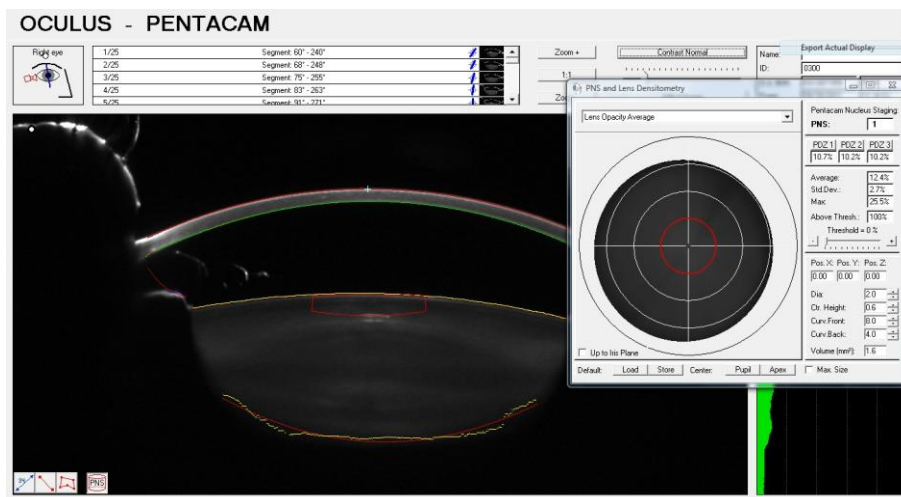 OCULUS - PENTACAM
Right eye
1/25 Segment: 60° - 240°
2/25 Segment: 68° - 248°
3/25 Segment: 75° - 255°
4/25 Segment: 83° - 263°
5/25 Segment: 91° - 271°
Zoom +
1:1
Contrast Normal
Name:
ID: 0300
Export Actual Display
PNS and Lens Densitometry
Lens Opacity Average
Up to Iris Plane
Default: Load Store Center: Pupil Apex
Pentacam Nucleus Staging:
PNS: 1
PDZ 1 PDZ 2 PDZ 3
10.7% 10.2% 10.2%
Average: 12.4%
Std.Dev.: 2.7%
Max: 25.5%
Above Thresh.: 100%
Threshold = 0 %
- +
Pos. X: Pos. Y: Pos. Z:
0.00 0.00 0.00
Dia: 2.0
Ctr. Height: 0.6
Curv.Front: 8.0
Curv.Back: 4.0
Volume (mm³): 1.6
Max. Size
PNS